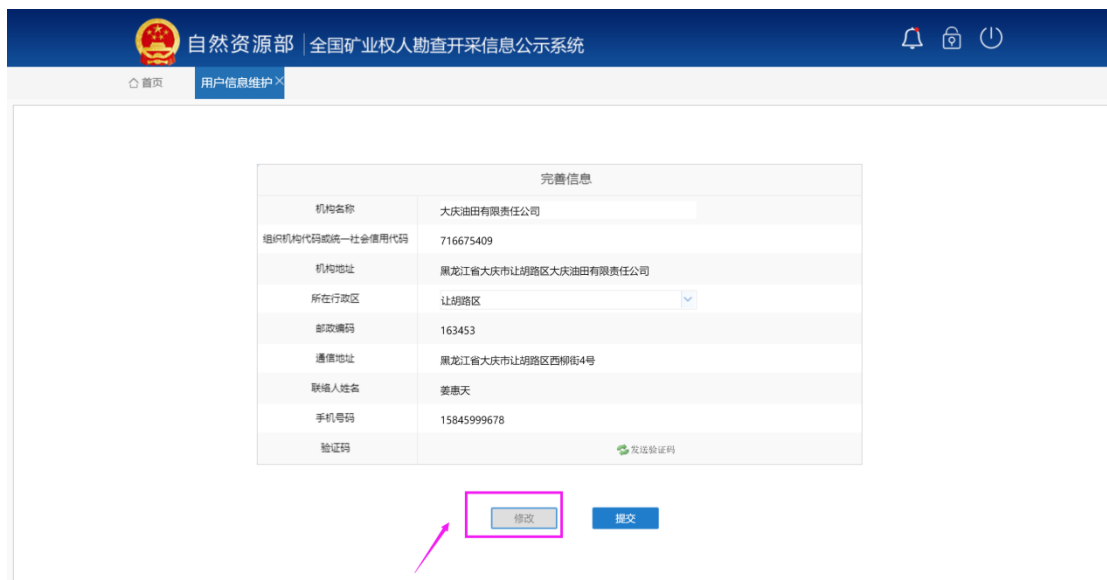 自然资源部 全国矿业权人勘查开采信息公示系统
首页 用户信息维护
完善信息
机构名称 大庆油田有限责任公司
组织机构代码或统一社会信用代码 716675409
机构地址 黑龙江省大庆市让胡路区大庆油田有限责任公司
所在行政区 让胡路区
邮政编码 163453
通信地址 黑龙江省大庆市让胡路区西柳街4号
联络人姓名 姜惠天
手机号码 15845999678
验证码 发送验证码
修改 提交